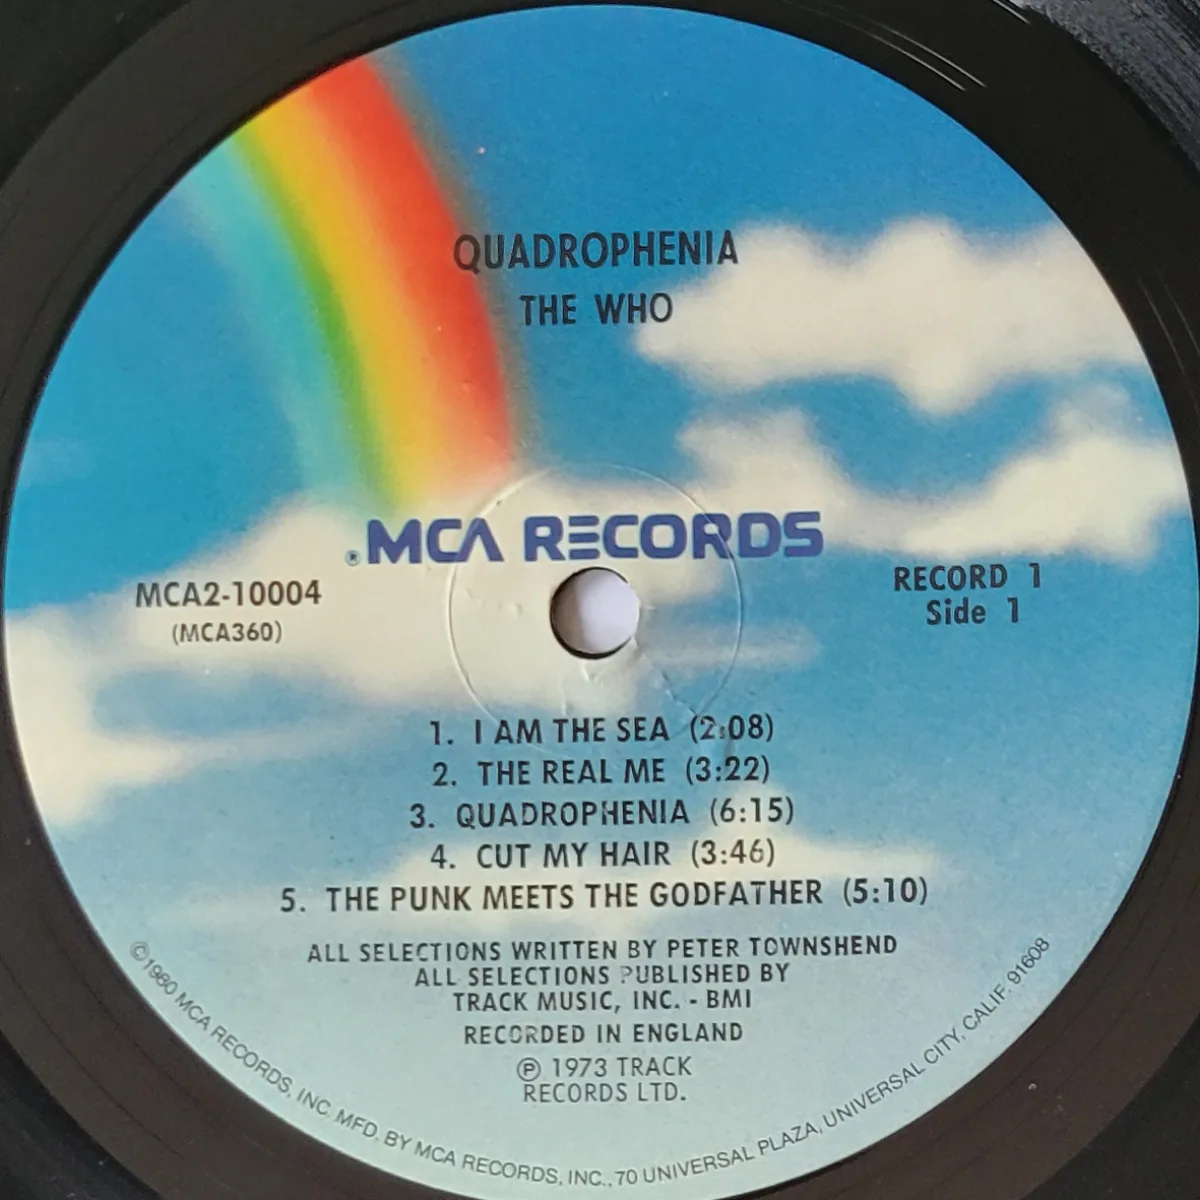 QUADROPHENIA
THE WHO
® MCA RECORDS
MCA2-10004
(MCA360)
RECORD 1
Side 1
1. I AM THE SEA (2:08)
2. THE REAL ME (3:22)
3. QUADROPHENIA (6:15)
4. CUT MY HAIR (3:46)
5. THE PUNK MEETS THE GODFATHER (5:10)
ALL SELECTIONS WRITTEN BY PETER TOWNSHEND
ALL SELECTIONS PUBLISHED BY
TRACK MUSIC, INC. - BMI
RECORDED IN ENGLAND
℗ 1973 TRACK
RECORDS LTD.
©1980 MCA RECORDS, INC. MFD. BY MCA RECORDS, INC., 70 UNIVERSAL PLAZA, UNIVERSAL CITY, CALIF. 91608